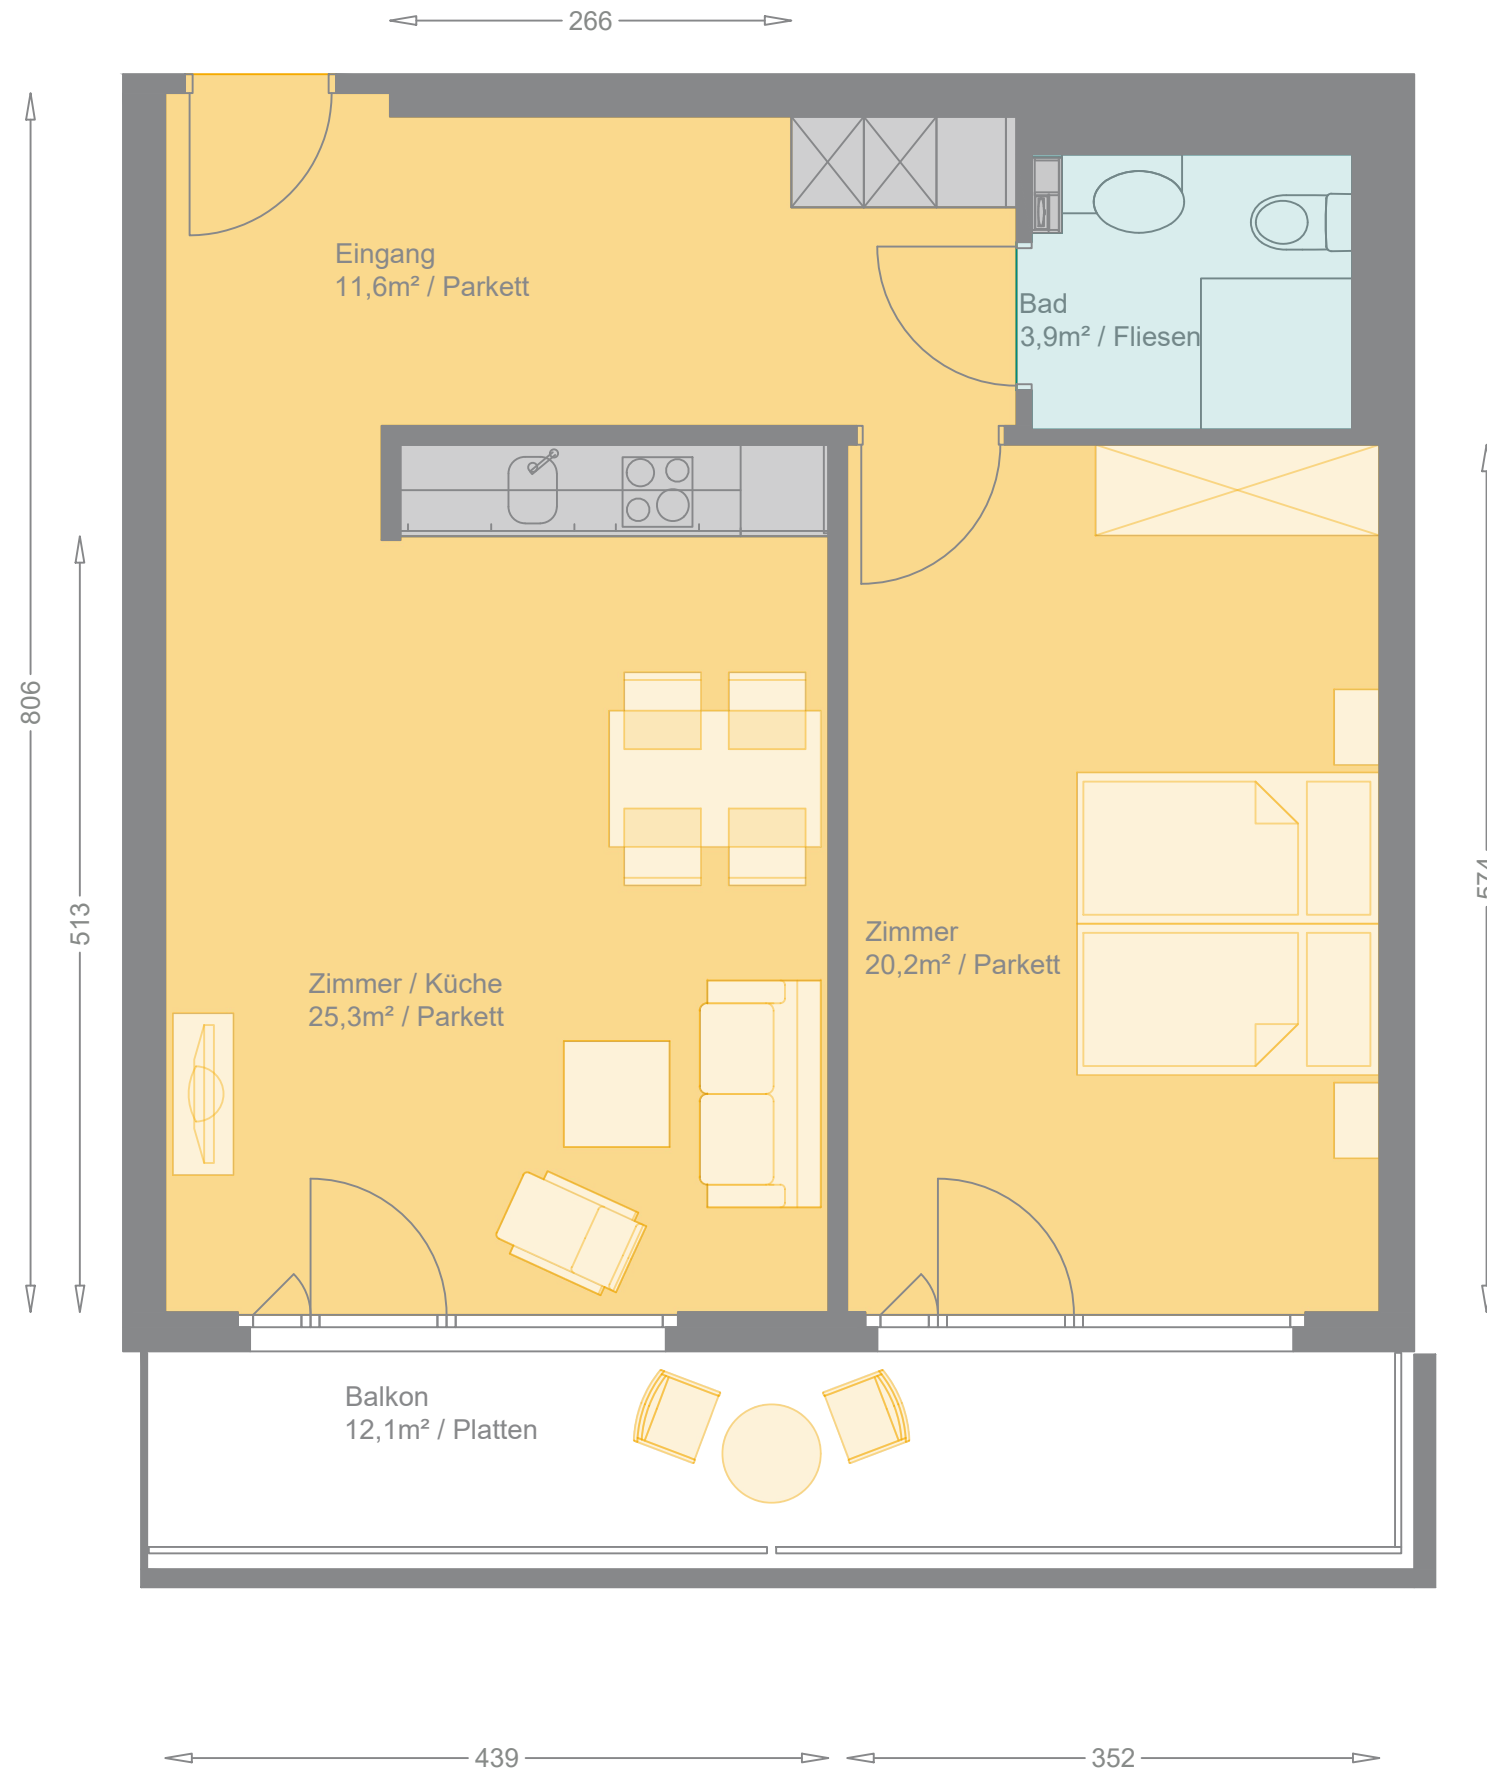 266
Eingang
11,6m² / Parkett
Bad
3,9m² / Fliesen
806
513
574
Zimmer
20,2m² / Parkett
Zimmer / Küche
25,3m² / Parkett
Balkon
12,1m² / Platten
439
352